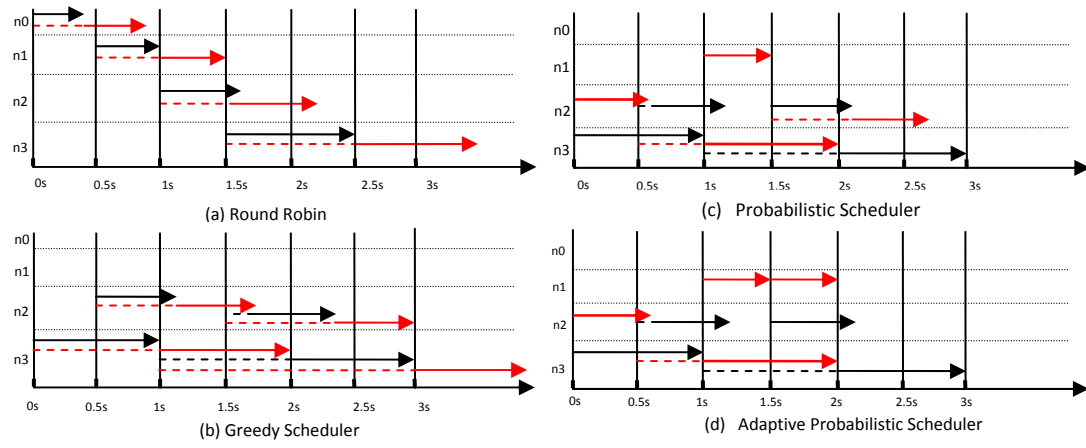 n0
n1
n2
n3
0s 0.5s 1s 1.5s 2s 2.5s 3s
(a) Round Robin
n0
n1
n2
n3
0s 0.5s 1s 1.5s 2s 2.5s 3s
(b) Greedy Scheduler
n0
n1
n2
n3
0s 0.5s 1s 1.5s 2s 2.5s 3s
(c) Probabilistic Scheduler
n0
n1
n2
n3
0s 0.5s 1s 1.5s 2s 2.5s 3s
(d) Adaptive Probabilistic Scheduler